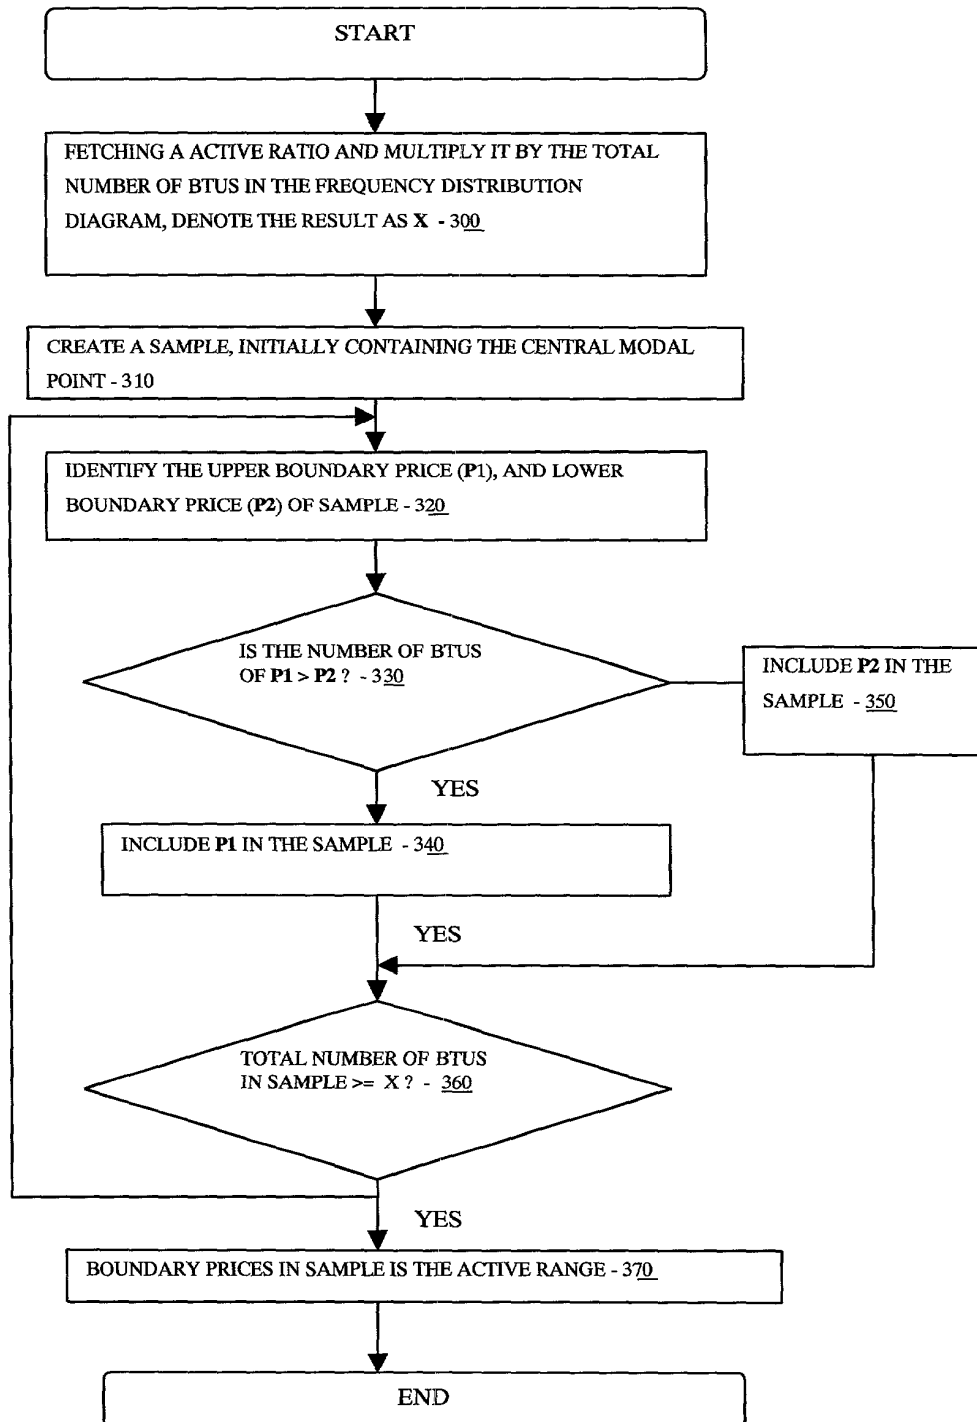 START
FETCHING A ACTIVE RATIO AND MULTIPLY IT BY THE TOTAL
NUMBER OF BTUS IN THE FREQUENCY DISTRIBUTION
DIAGRAM, DENOTE THE RESULT AS X - 300
CREATE A SAMPLE, INITIALLY CONTAINING THE CENTRAL MODAL
POINT - 310
IDENTIFY THE UPPER BOUNDARY PRICE (P1), AND LOWER
BOUNDARY PRICE (P2) OF SAMPLE - 320
IS THE NUMBER OF BTUS
OF P1 > P2 ? - 330
INCLUDE P2 IN THE
SAMPLE - 350
YES
INCLUDE P1 IN THE SAMPLE - 340
YES
TOTAL NUMBER OF BTUS
IN SAMPLE >= X ? - 360
YES
BOUNDARY PRICES IN SAMPLE IS THE ACTIVE RANGE - 370
END